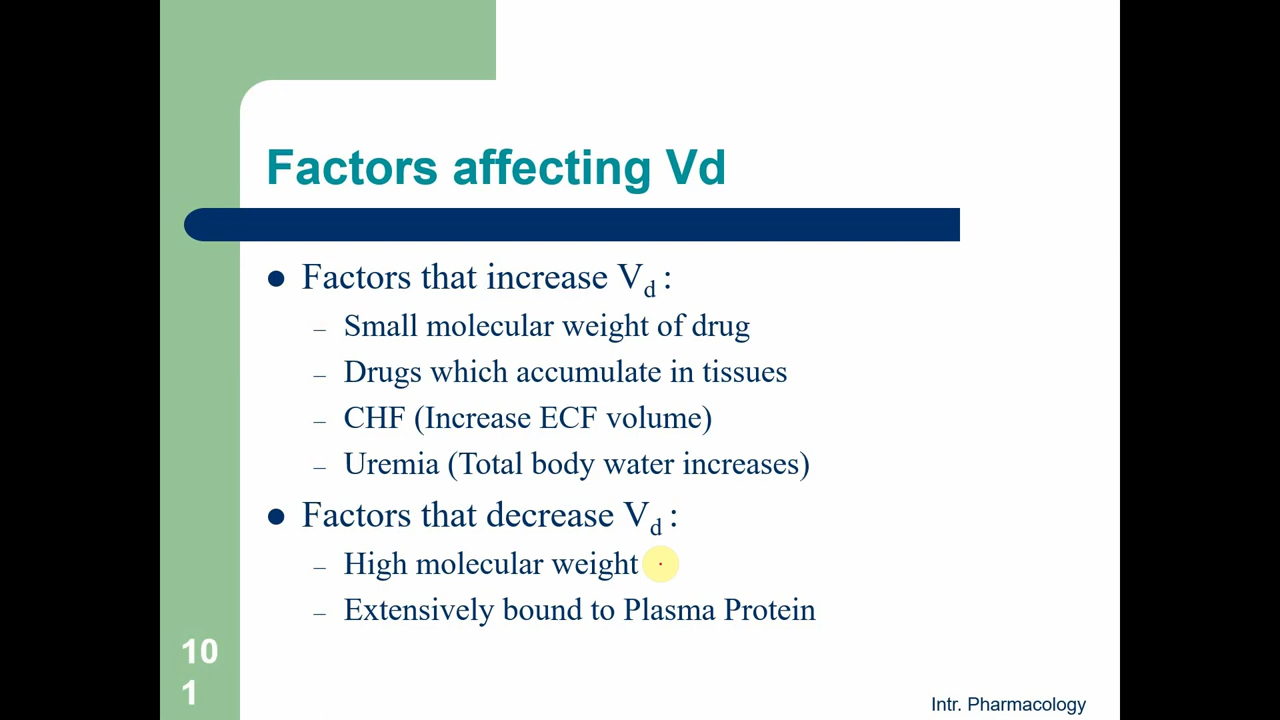 Factors affecting Vd
Factors that increase Vd :
– Small molecular weight of drug
– Drugs which accumulate in tissues
– CHF (Increase ECF volume)
– Uremia (Total body water increases)
Factors that decrease Vd :
– High molecular weight
– Extensively bound to Plasma Protein
10
1
Intr. Pharmacology